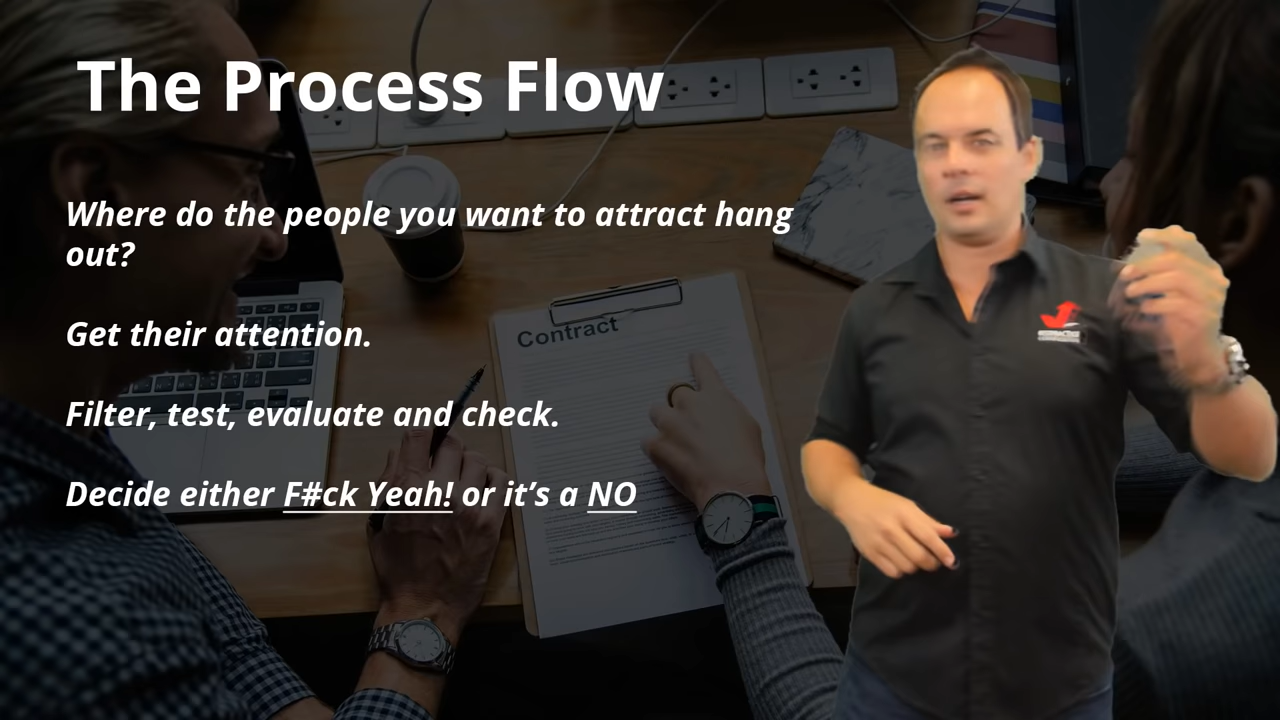 The Process Flow
Where do the people you want to attract hang
out?
Get their attention.
Filter, test, evaluate and check.
Decide either F#ck Yeah! or it’s a NO
Contract